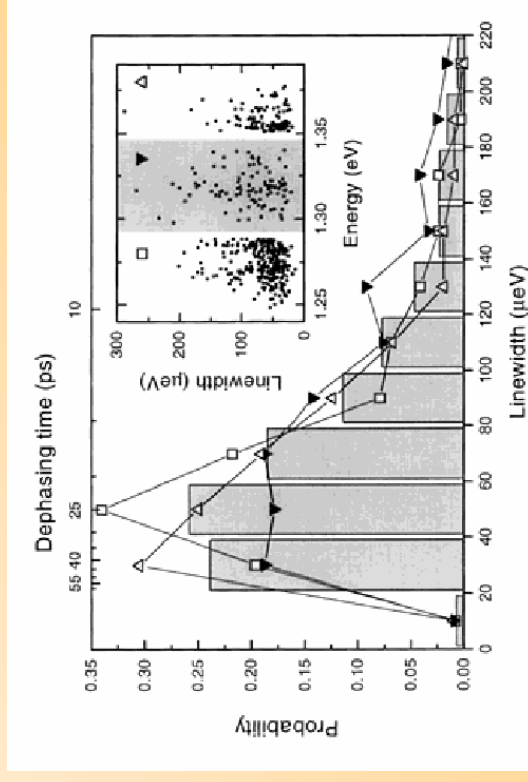 Dephasing time (ps)
55 40 25 10
Probability
0.35
0.30
0.25
0.20
0.15
0.10
0.05
0.00
Linewidth (μeV)
300
200
100
0
1.25 1.30 1.35
Energy (eV)
0 20 40 60 80 100 120 140 160 180 200 220
Linewidth (μeV)